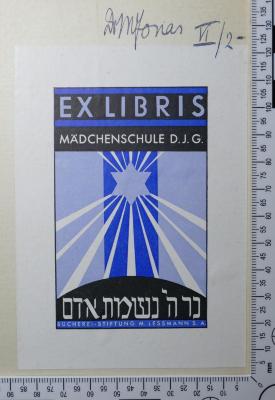 Dr M Jonas VI/2-
EX LIBRIS
MÄDCHENSCHULE D.J.G.
נר ה' נשמת אדם
BÜCHEREI-STIFTUNG M. LESSMANN S. A.